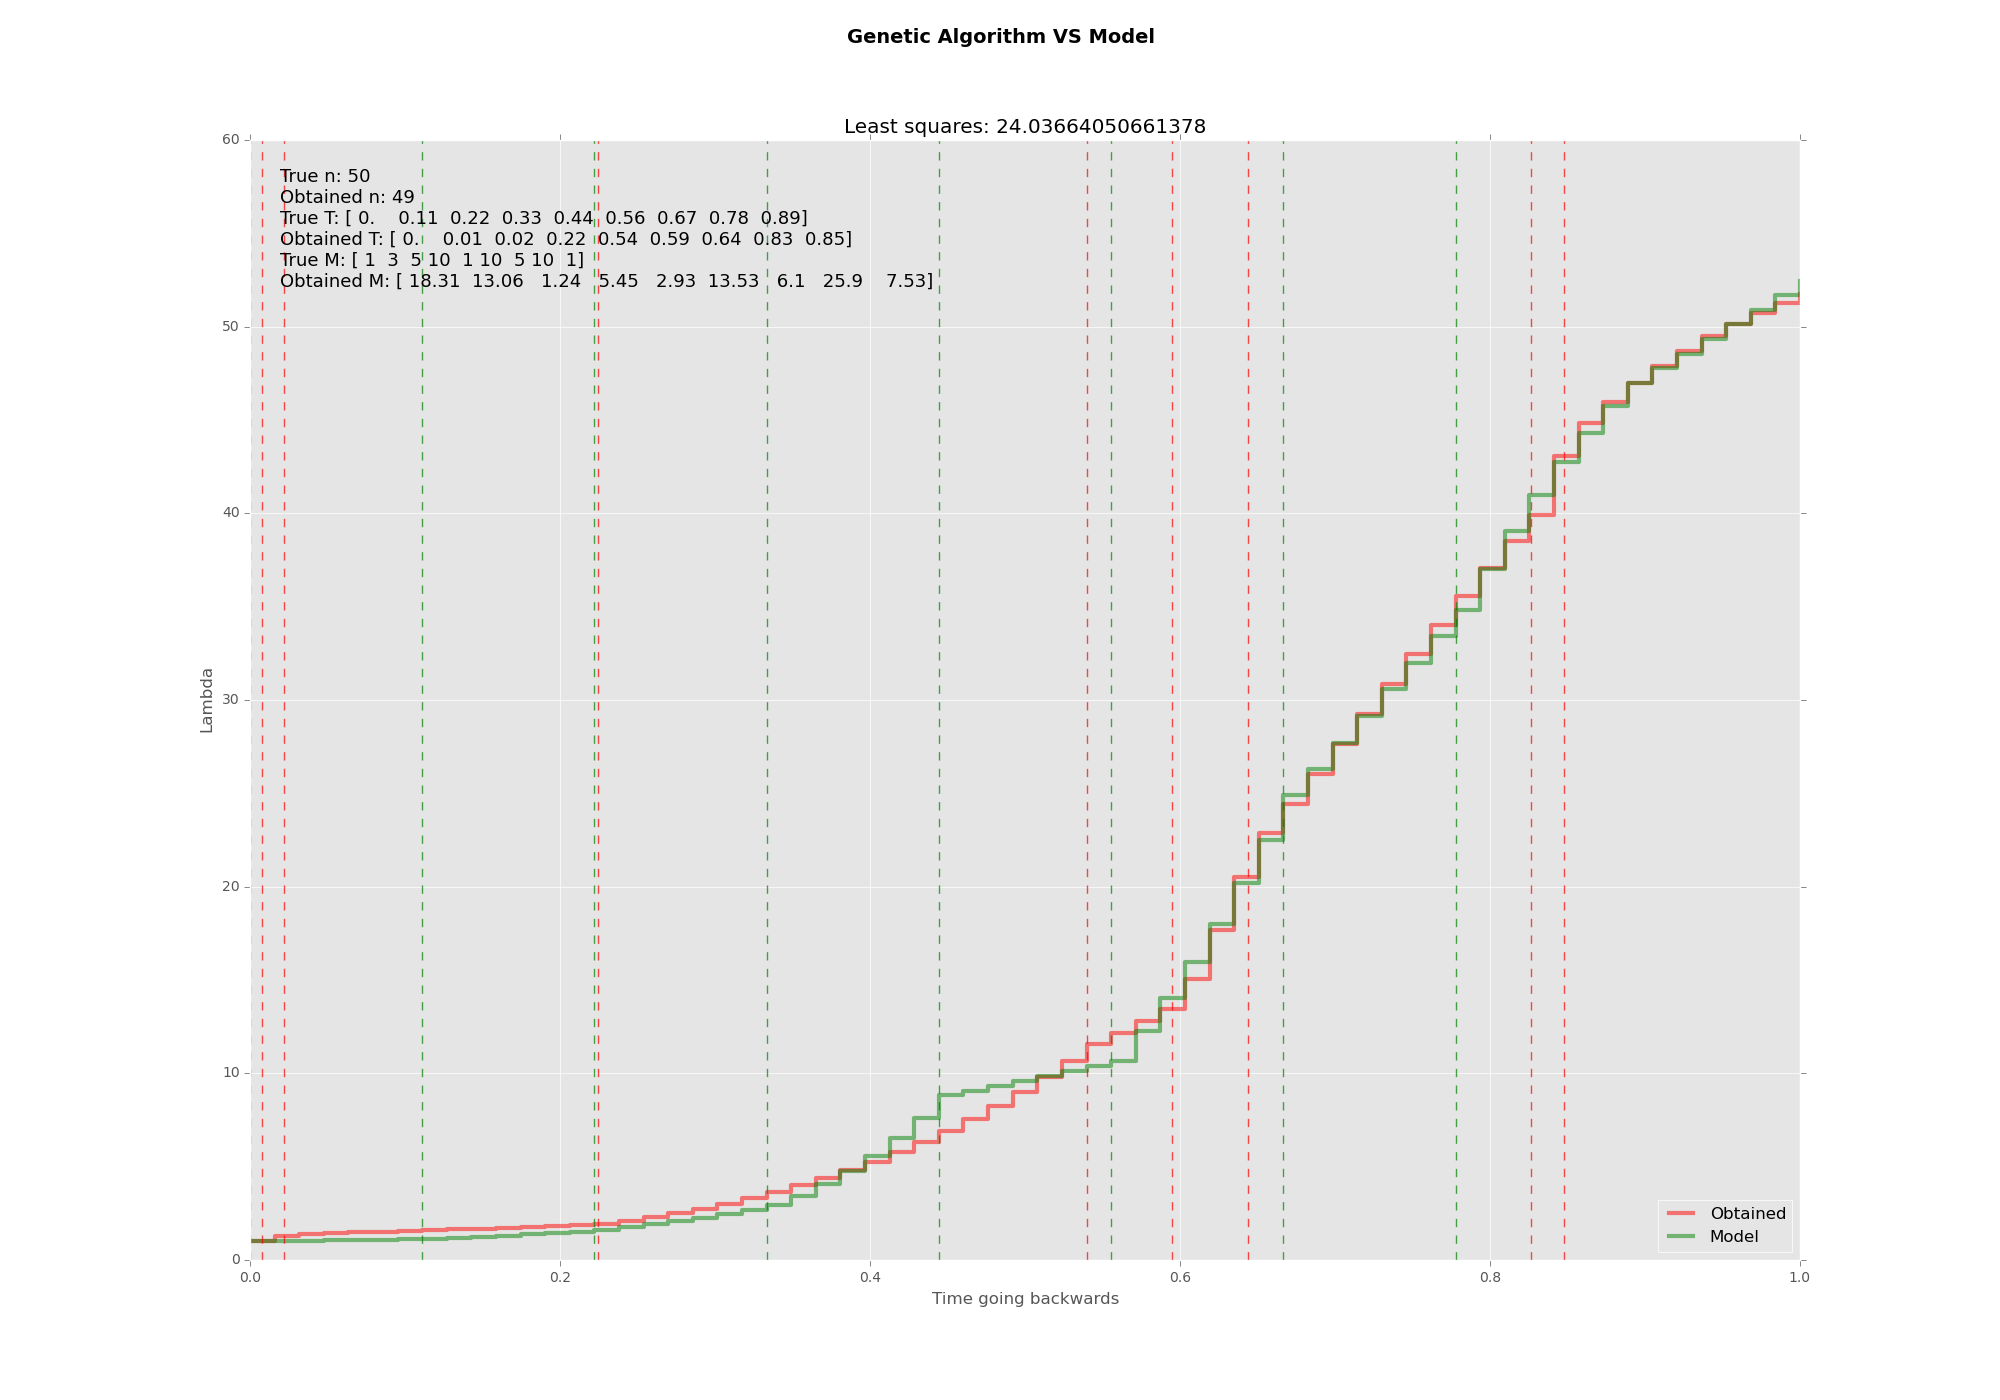 Genetic Algorithm VS Model
Least squares: 24.03664050661378
60
True n: 50
Obtained n: 49
True T: [ 0. 0.11 0.22 0.33 0.44 0.56 0.67 0.78 0.89]
Obtained T: [ 0. 0.01 0.02 0.22 0.54 0.59 0.64 0.83 0.85]
True M: [ 1 3 5 10 1 10 5 10 1]
Obtained M: [ 18.31 13.06 1.24 5.45 2.93 13.53 6.1 25.9 7.53]
50
40
30
Lambda
20
10
0
Obtained
Model
0.0 0.2 0.4 0.6 0.8 1.0
Time going backwards